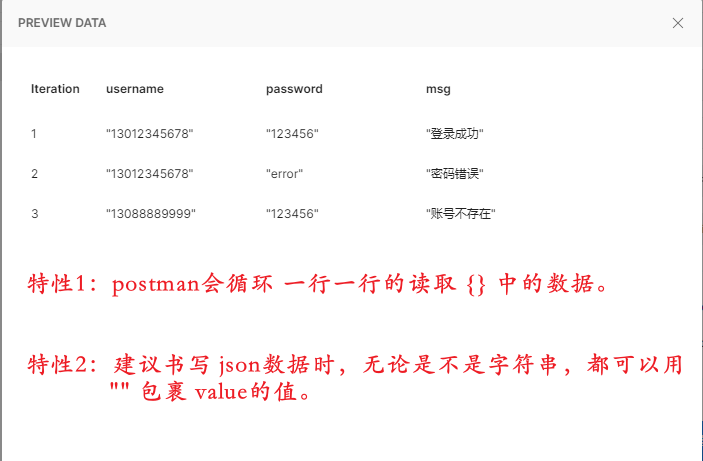 PREVIEW DATA
Iteration username password msg
1 "13012345678" "123456" "登录成功"
2 "13012345678" "error" "密码错误"
3 "13088889999" "123456" "账号不存在"
特性1：postman会循环 一行一行的读取 {} 中的数据。
特性2：建议书写 json数据时，无论是不是字符串，都可以用
"" 包裹 value的值。